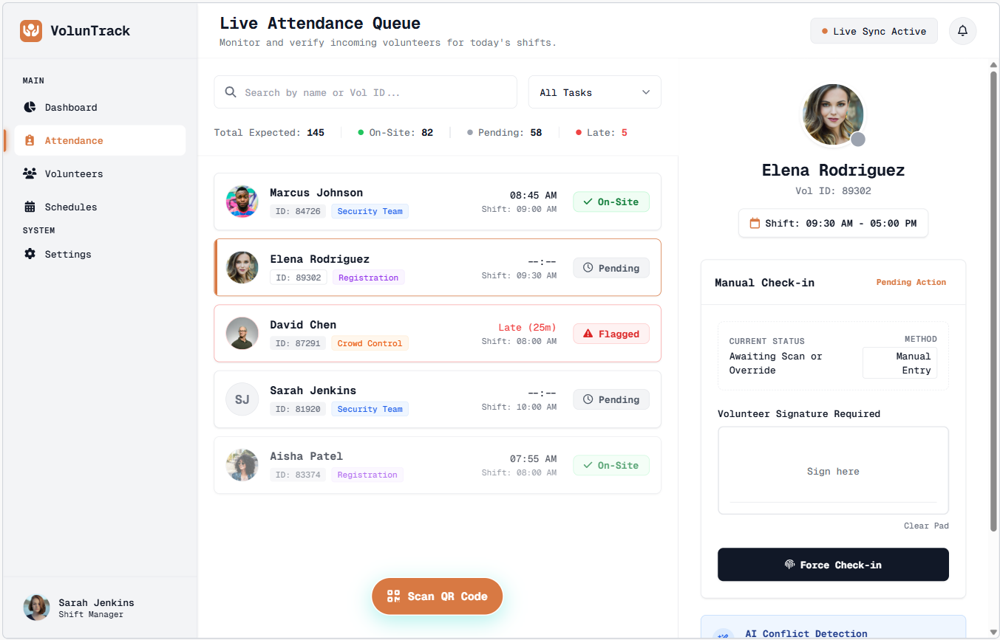 VolunTrack
MAIN
Dashboard
Attendance
Volunteers
Schedules
SYSTEM
Settings
Sarah Jenkins
Shift Manager
Live Attendance Queue
Monitor and verify incoming volunteers for today's shifts.
Live Sync Active
Search by name or Vol ID...
All Tasks
Total Expected: 145
On-Site: 82
Pending: 58
Late: 5
Marcus Johnson
ID: 84726
Security Team
08:45 AM
Shift: 09:00 AM
On-Site
Elena Rodriguez
ID: 89302
Registration
--:--
Shift: 09:30 AM
Pending
David Chen
ID: 87291
Crowd Control
Late (25m)
Shift: 08:00 AM
Flagged
SJ
Sarah Jenkins
ID: 81920
Security Team
--:--
Shift: 10:00 AM
Pending
Aisha Patel
ID: 83374
Registration
07:55 AM
Shift: 08:00 AM
On-Site
Scan QR Code
Elena Rodriguez
Vol ID: 89302
Shift: 09:30 AM - 05:00 PM
Manual Check-in
Pending Action
CURRENT STATUS
Awaiting Scan or
Override
METHOD
Manual
Entry
Volunteer Signature Required
Sign here
Clear Pad
Force Check-in
AI Conflict Detection